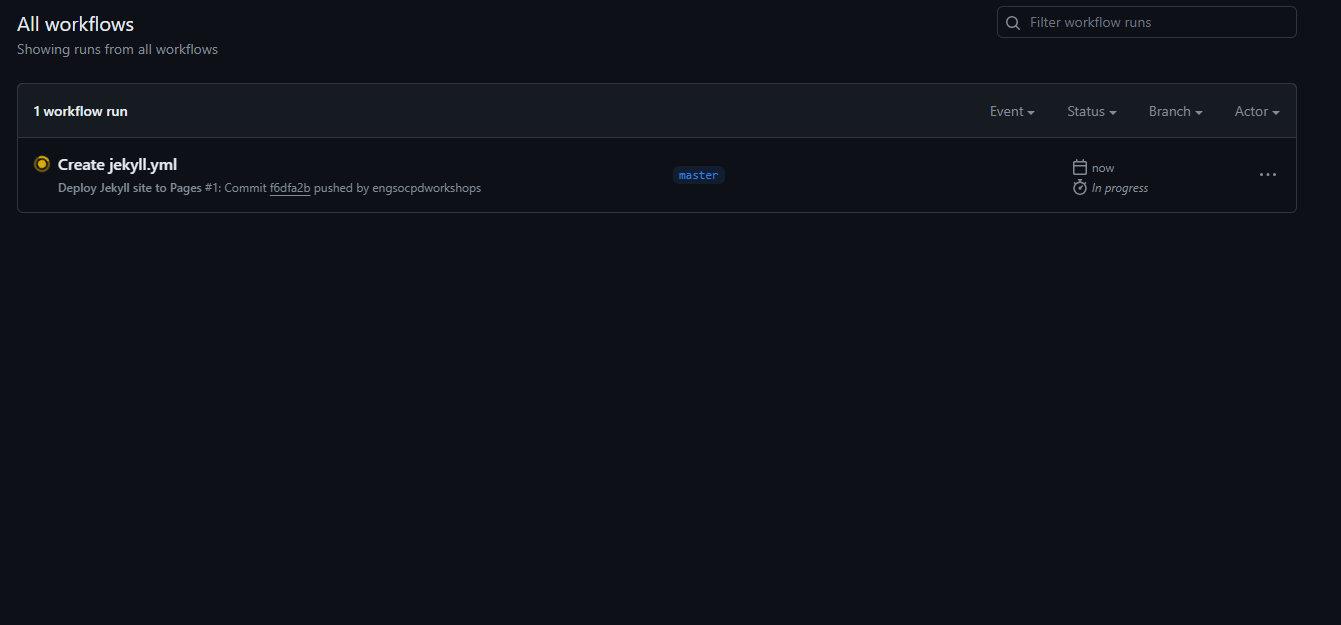 All workflows
Showing runs from all workflows
Filter workflow runs
1 workflow run
Event
Status
Branch
Actor
Create jekyll.yml
Deploy Jekyll site to Pages #1: Commit f6dfa2b pushed by engsocpdworkshops
master
now
In progress